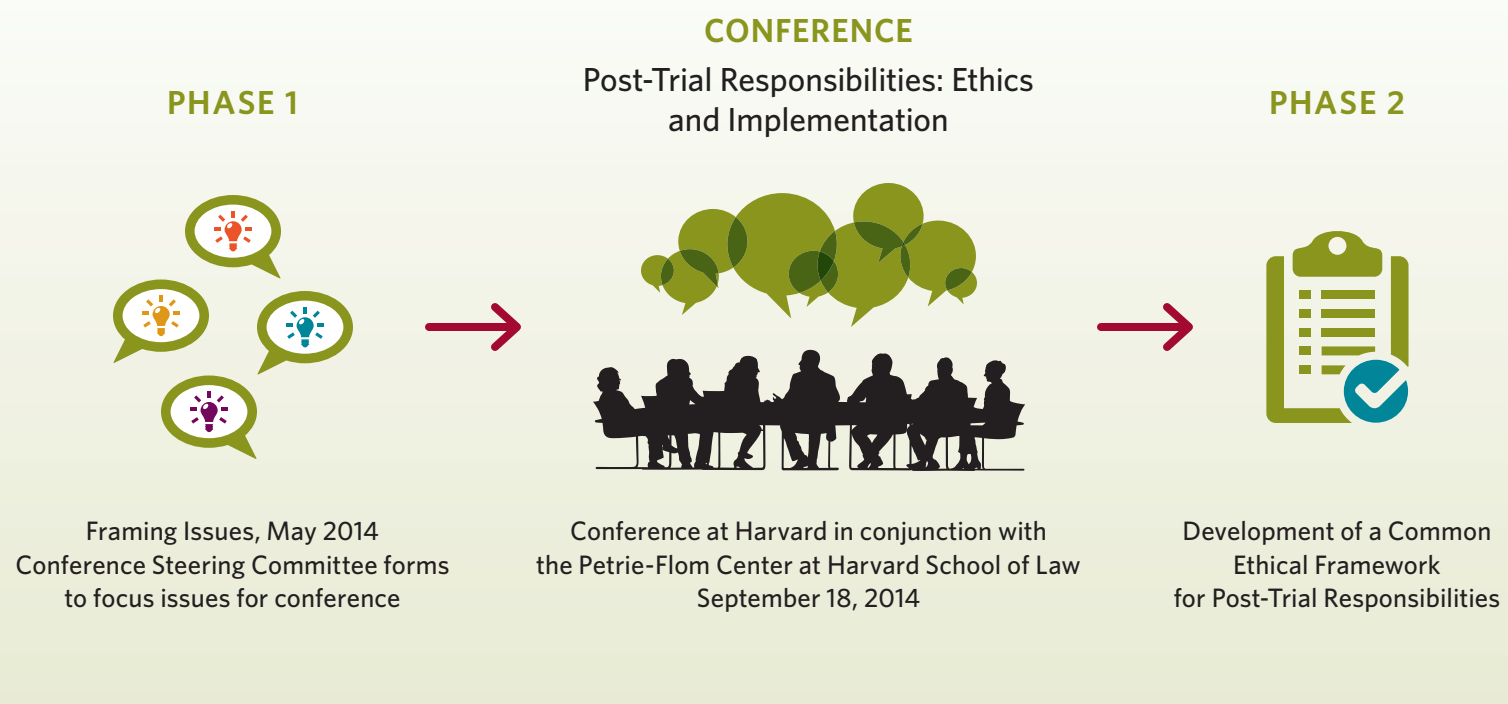 PHASE 1
Framing Issues, May 2014
Conference Steering Committee forms
to focus issues for conference
CONFERENCE
Post-Trial Responsibilities: Ethics
and Implementation
Conference at Harvard in conjunction with
the Petrie-Flom Center at Harvard School of Law
September 18, 2014
PHASE 2
Development of a Common
Ethical Framework
for Post-Trial Responsibilities